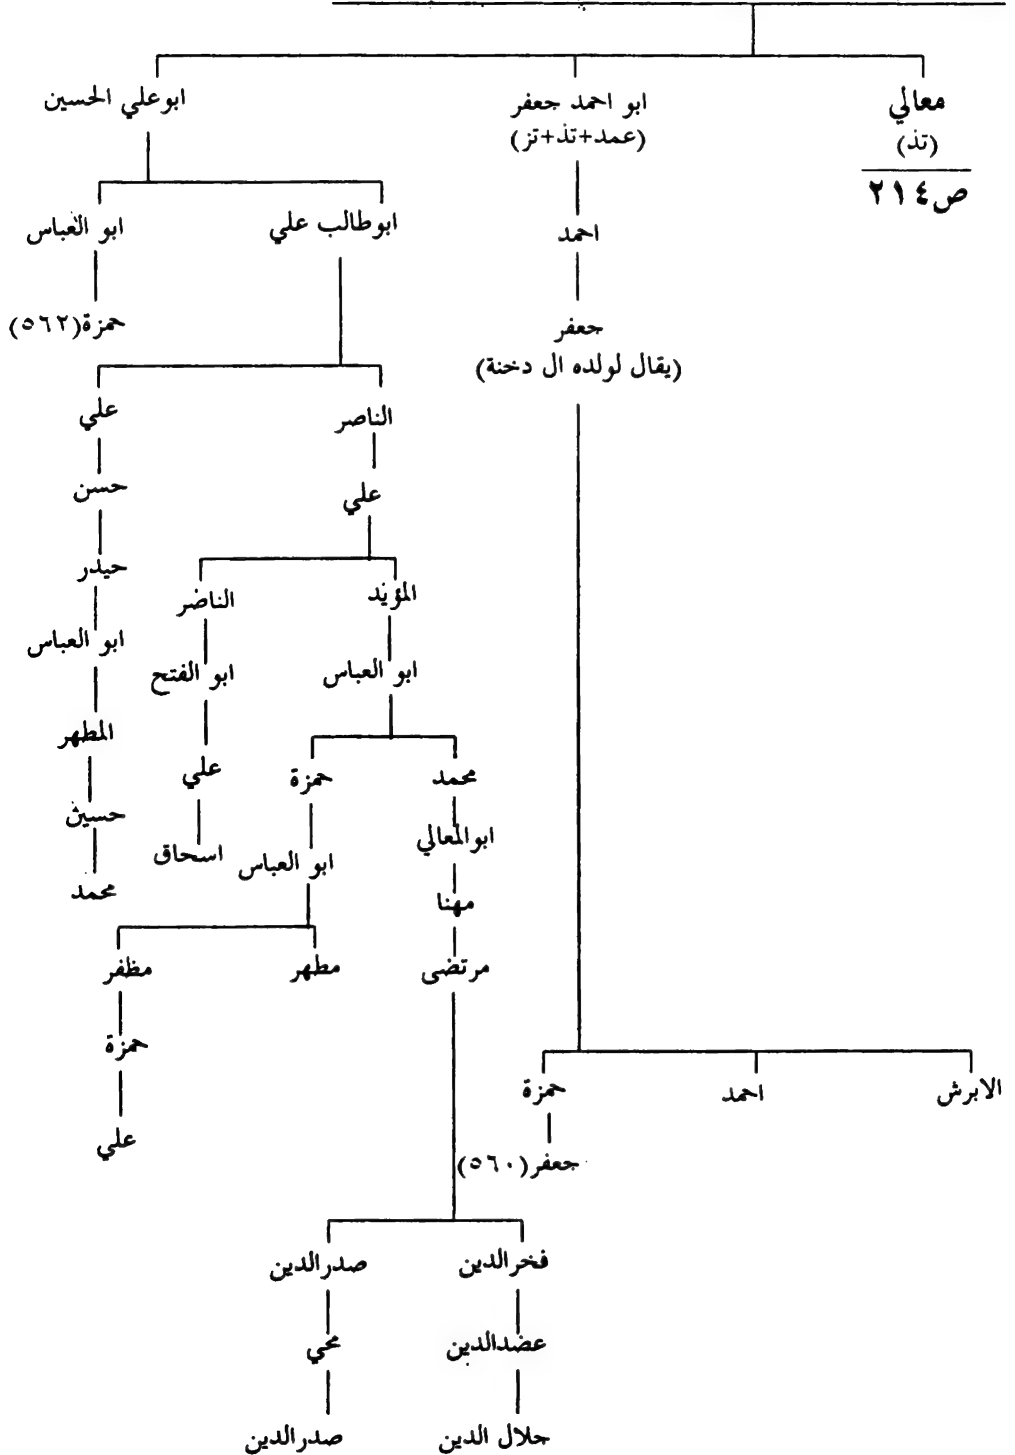 معالي
(تذ)
ص٢١٤
ابو احمد جعفر
(عمد+تذ+تز)
ابوعلي الحسين
احمد
ابوطالب علي
ابو العباس
جعفر
(يقال لولده ال دخنة)
حمزة(٥٦٢)
الناصر
علي
علي
حسن
المؤيد
الناصر
حيدر
ابو العباس
ابو الفتح
ابو العباس
محمد
حمزة
علي
المطهر
ابوالمعالي
ابو العباس
اسحاق
حسين
مهنا
محمد
مرتضى
مطهر
مظفر
حمزة
علي
الابرش
احمد
حمزة
جعفر(٥٦٠)
فخرالدين
صدرالدين
عضدالدين
محي
جلال الدين
صدرالدين